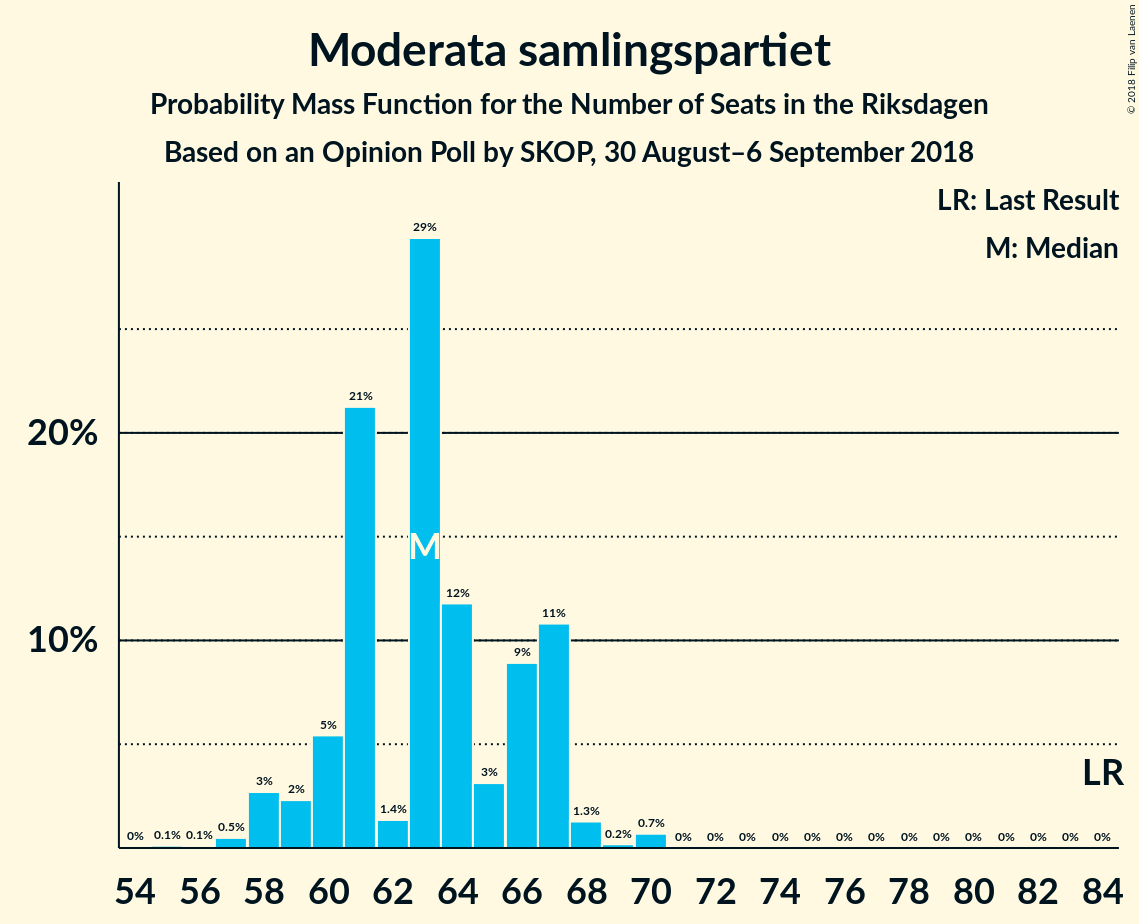 Moderata samlingspartiet
Probability Mass Function for the Number of Seats in the Riksdagen
Based on an Opinion Poll by SKOP, 30 August–6 September 2018
© 2018 Filip van Laenen
LR: Last Result
M: Median
20%
10%
0% 0.1% 0.1% 0.5% 3% 2% 5% 21% 1.4% 29% 12% 3% 9% 11% 1.3% 0.2% 0.7% 0% 0% 0% 0% 0% 0% 0% 0% 0% 0% 0% 0% 0% 0%
M
LR
54 56 58 60 62 64 66 68 70 72 74 76 78 80 82 84